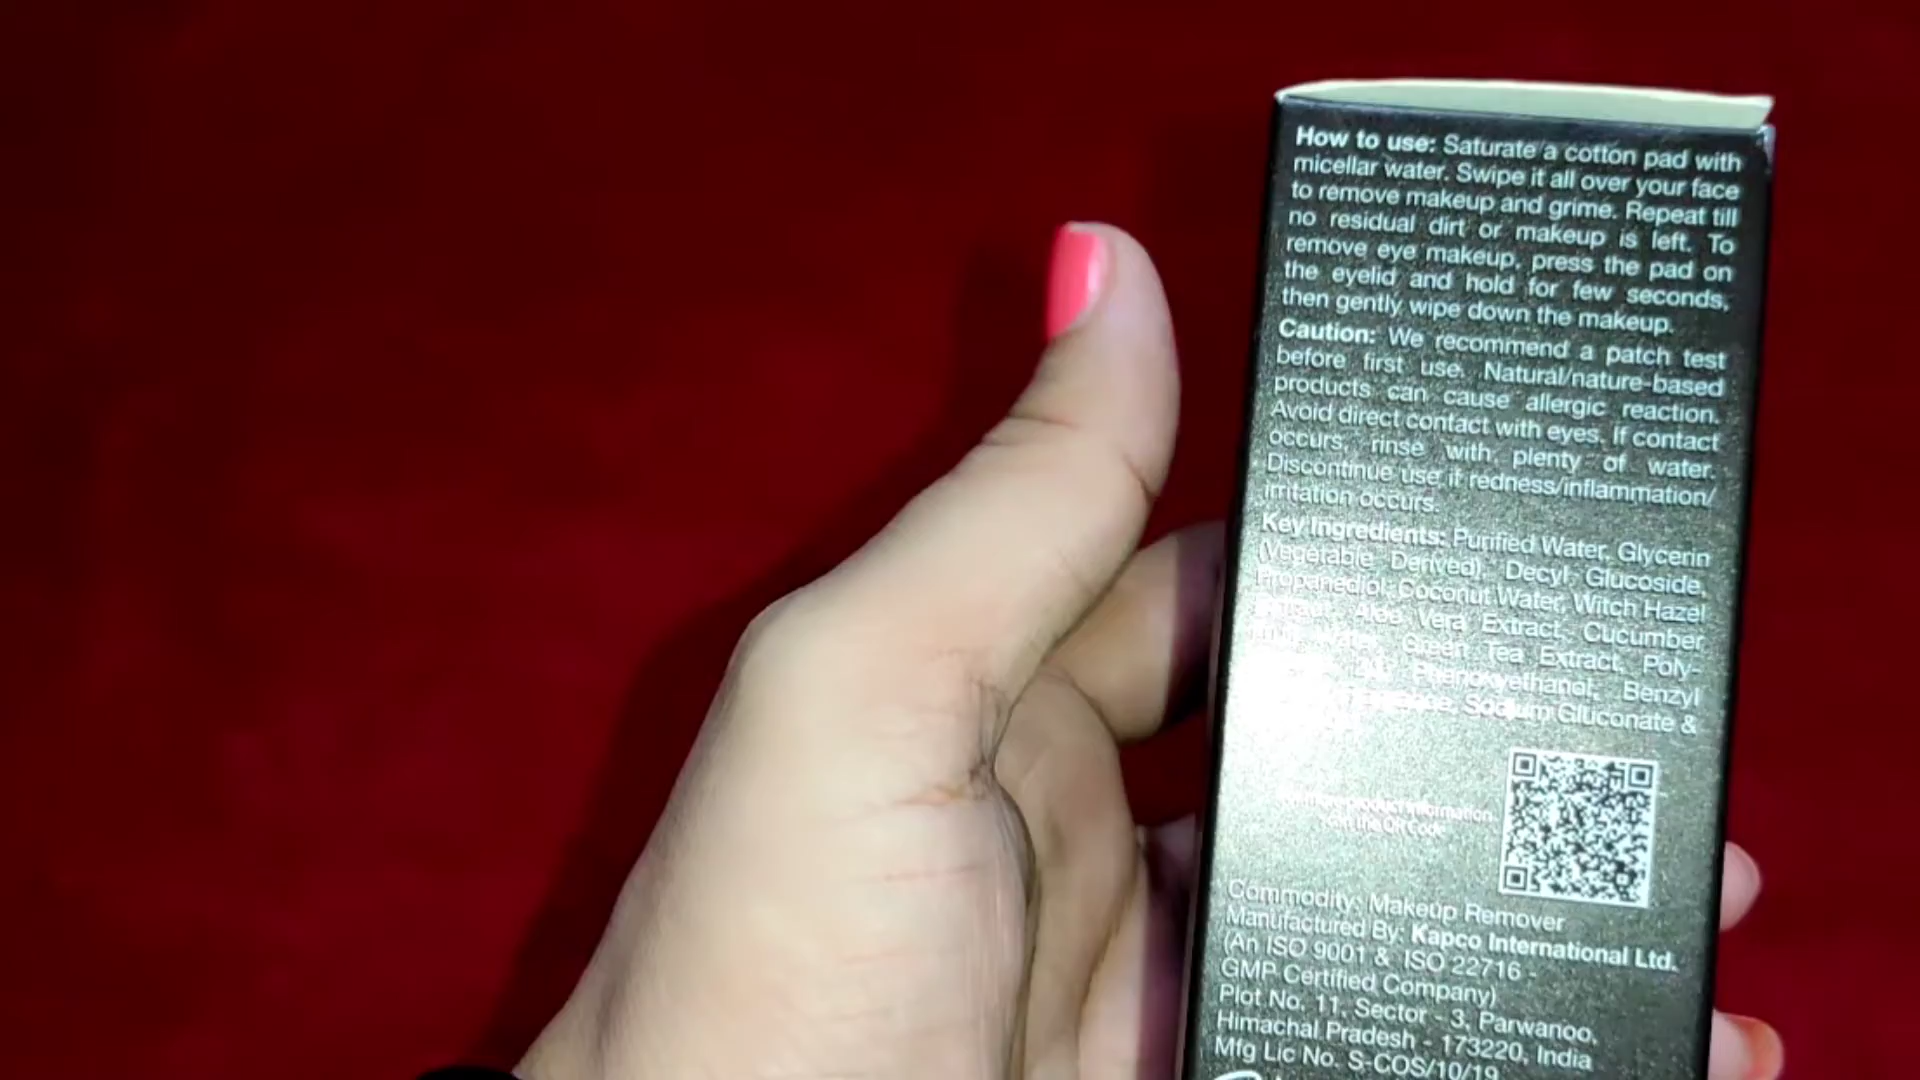 How to use: Saturate a cotton pad with
micellar water. Swipe it all over your face
to remove makeup and grime. Repeat till
no residual dirt or makeup is left. To
remove eye makeup, press the pad on
the eyelid and hold for few seconds,
then gently wipe down the makeup.
Caution: We recommend a patch test
before first use. Natural/nature-based
products can cause allergic reaction.
Avoid direct contact with eyes. If contact
occurs, rinse with plenty of water.
Discontinue use if redness/inflammation/
irritation occurs.
Key Ingredients: Purified Water, Glycerin
(Vegetable Derived), Decyl Glucoside,
Propanediol, Coconut Water, Witch Hazel
Aloe Vera Extract, Cucumber
Green Tea Extract, Poly-
Phenoxyethanol, Benzyl
Sodium Gluconate &
product information
scan the QR Code
Commodity: Makeup Remover
Manufactured By: Kapco International Ltd.
(An ISO 9001 & ISO 22716 -
GMP Certified Company)
Plot No. 11, Sector - 3, Parwanoo,
Himachal Pradesh - 173220, India
Mfg Lic No. S-COS/10/19